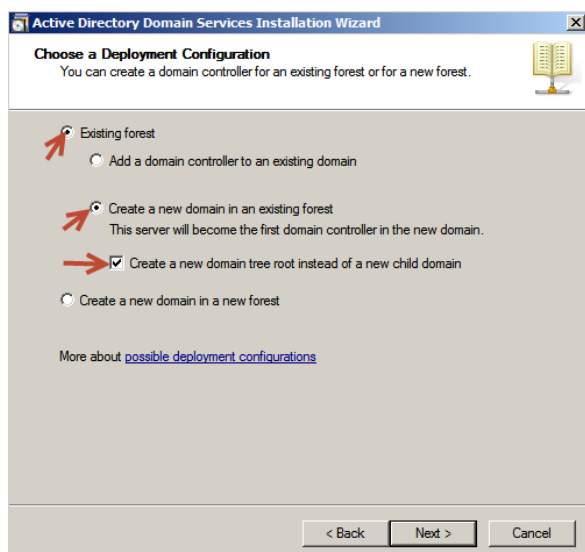 Active Directory Domain Services Installation Wizard
Choose a Deployment Configuration
You can create a domain controller for an existing forest or for a new forest.
Existing forest
Add a domain controller to an existing domain
Create a new domain in an existing forest
This server will become the first domain controller in the new domain.
Create a new domain tree root instead of a new child domain
Create a new domain in a new forest
More about possible deployment configurations
< Back Next > Cancel